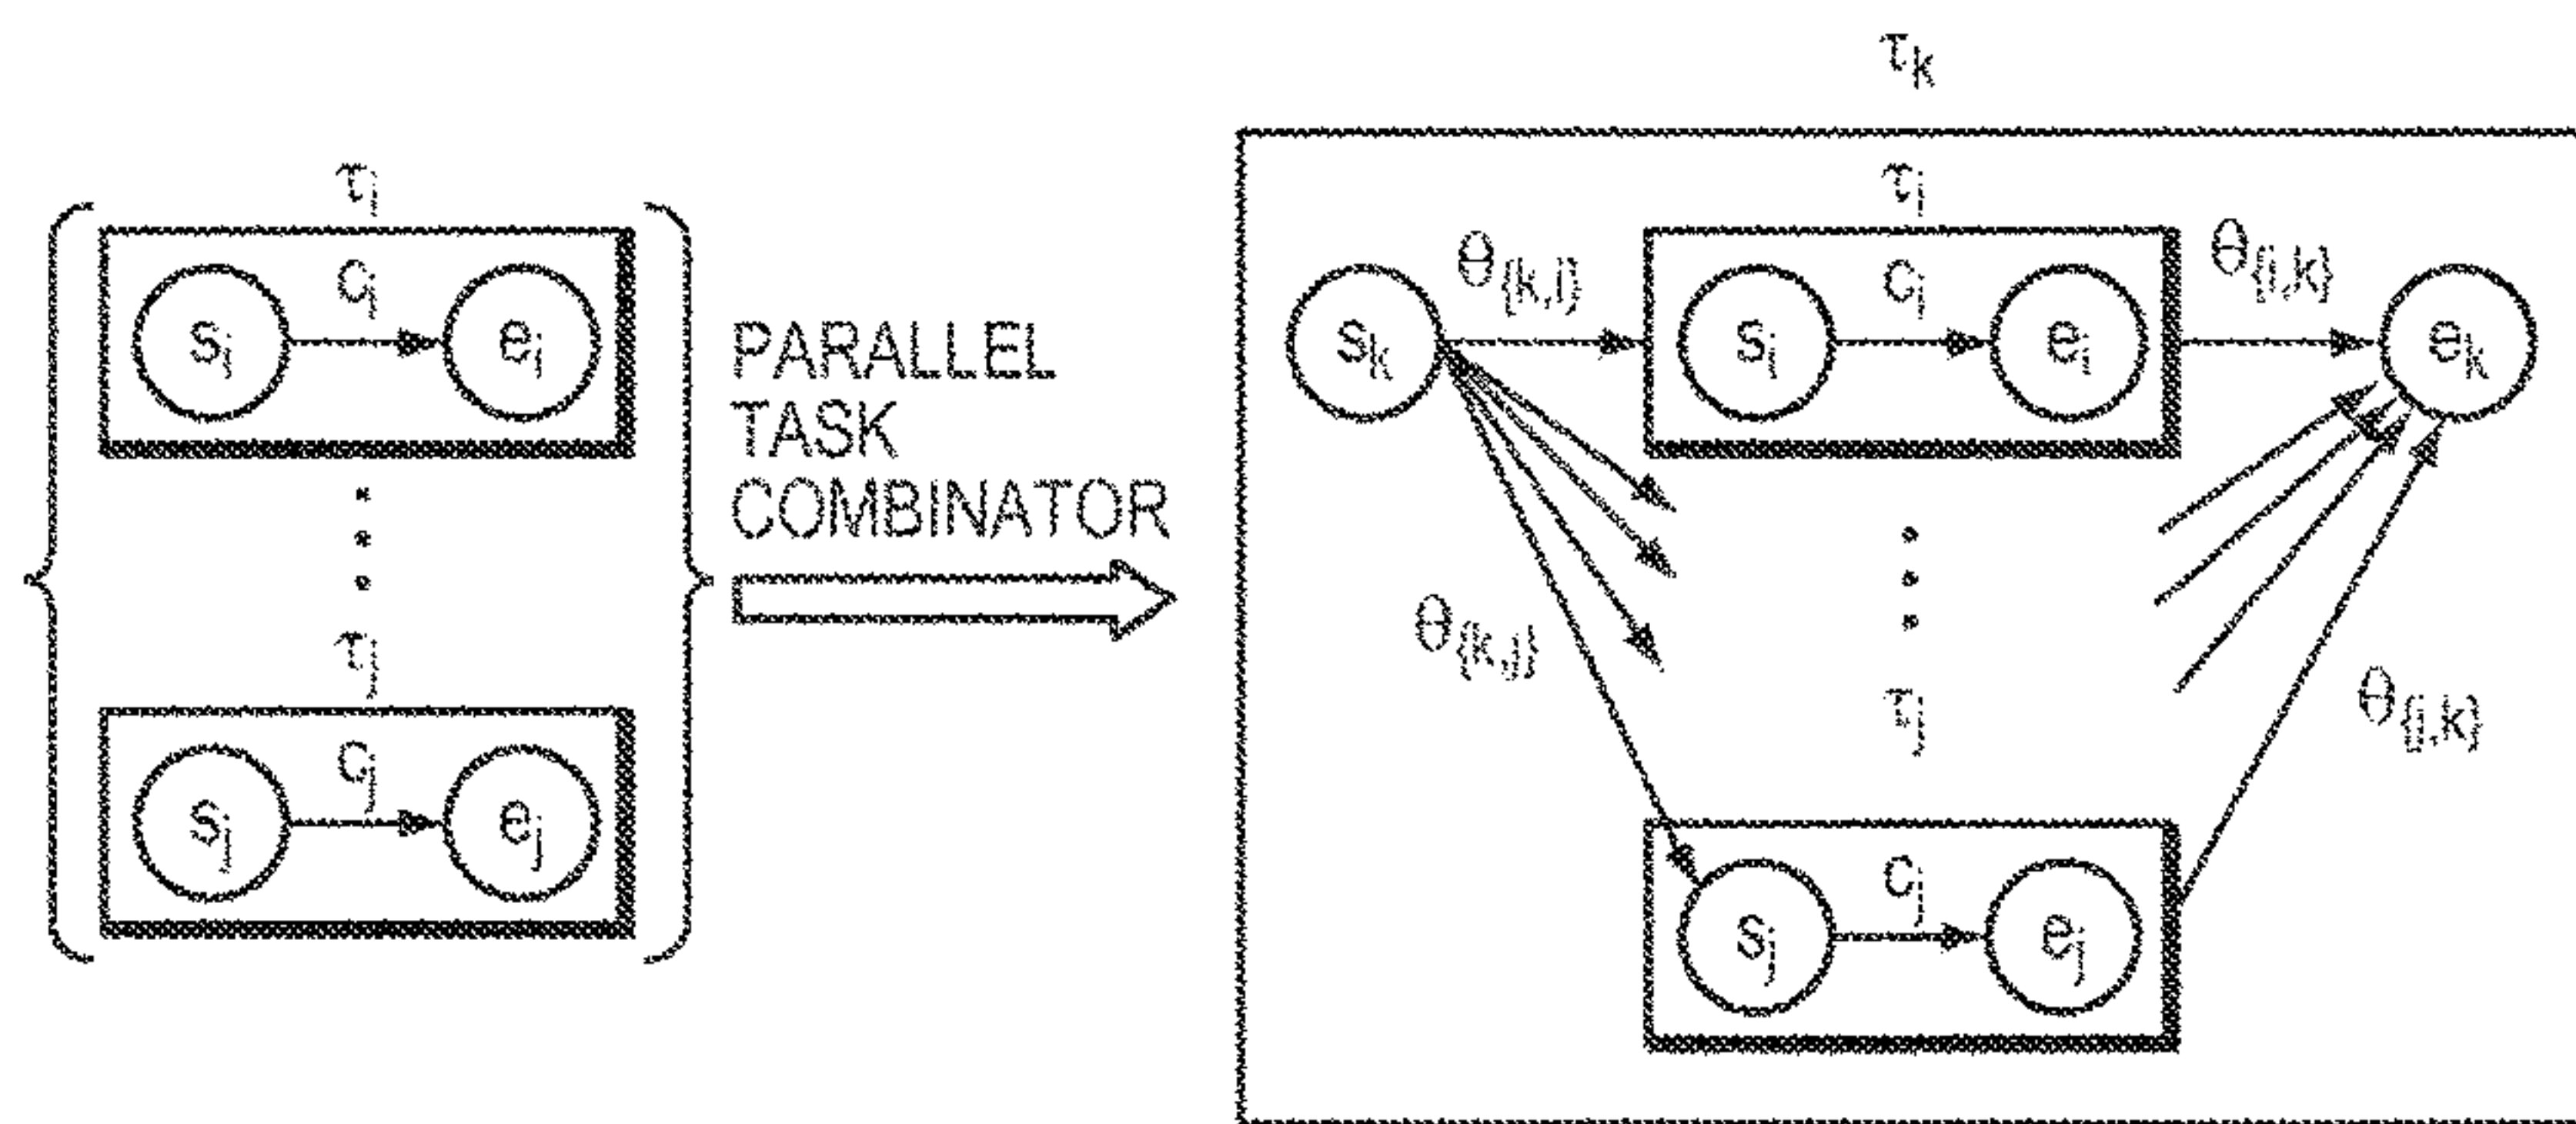 τk
τi
ci
si
ei
τj
cj
sj
ej
PARALLEL
TASK
COMBINATOR
θ{k,i}
τi
θ{i,k}
sk
ci
si
ei
ek
θ{k,j}
τj
θ{j,k}
cj
sj
ej